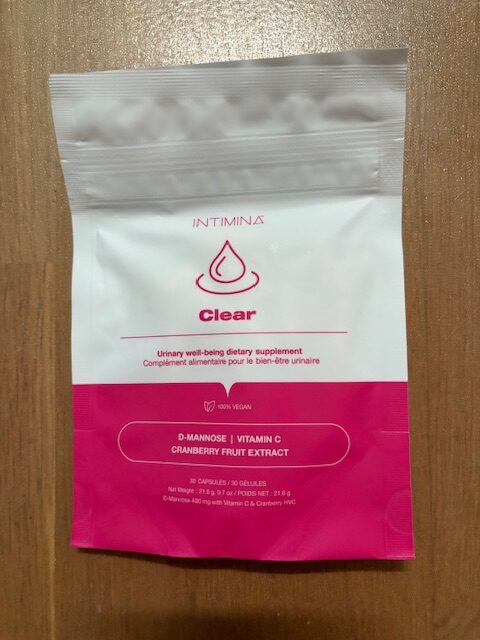 INTIMINA
Clear
Urinary well-being dietary supplement
Complément alimentaire pour le bien-être urinaire
100% VEGAN
D-MANNOSE | VITAMIN C
CRANBERRY FRUIT EXTRACT
30 CAPSULES / 30 GÉLULES
Net Weight : 21.6 g, 0.7 oz / POIDS NET : 21,6 g
D-Mannose 400 mg with Vitamin C & Cranberry HVC